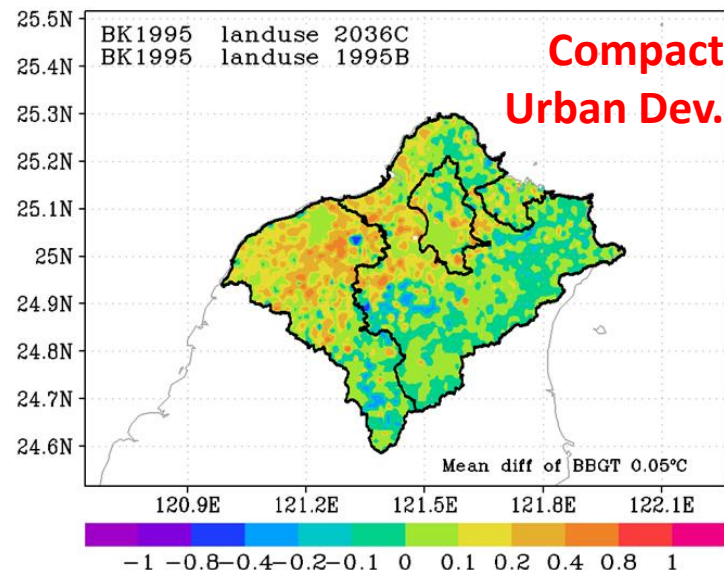 BK1995 landuse 2036C
BK1995 landuse 1995B
Compact
Urban Dev.
25.5N
25.4N
25.3N
25.2N
25.1N
25N
24.9N
24.8N
24.7N
24.6N
Mean diff of BBGT 0.05°C
120.9E 121.2E 121.5E 121.8E 122.1E
-1 -0.8 -0.4 -0.2 -0.1 0 0.1 0.2 0.4 0.8 1